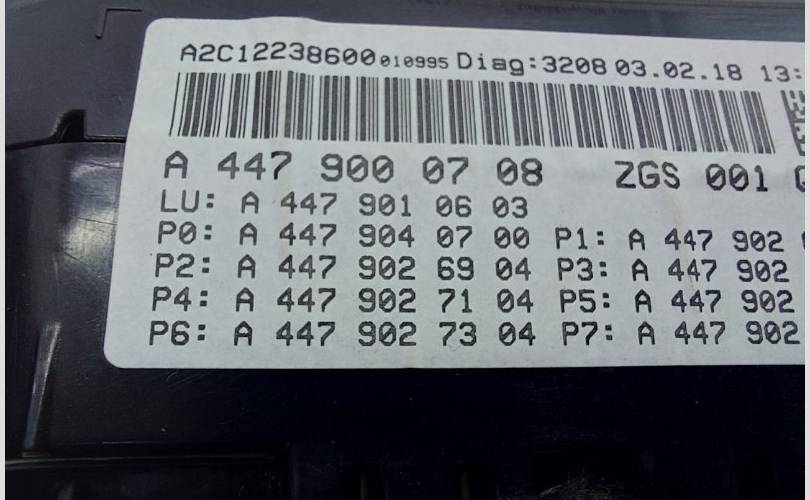 A2C12238600010995 Diag:3208 03.02.18 13:
A 447 900 07 08 ZGS 001
LU: A 447 901 06 03
P0: A 447 904 07 00 P1: A 447 902
P2: A 447 902 69 04 P3: A 447 902
P4: A 447 902 71 04 P5: A 447 902
P6: A 447 902 73 04 P7: A 447 902